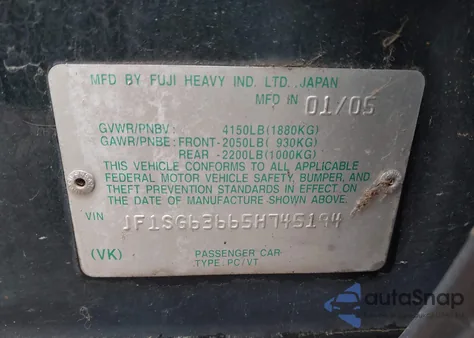 MFD BY FUJI HEAVY IND. LTD. JAPAN
MFD IN 01/05
GVWR/PNBV: 4150LB(1880KG)
GAWR/PNBE: FRONT-2050LB( 930KG)
REAR -2200LB(1000KG)
THIS VEHICLE CONFORMS TO ALL APPLICABLE
FEDERAL MOTOR VEHICLE SAFETY, BUMPER, AND
THEFT PREVENTION STANDARDS IN EFFECT ON
THE DATE OF MANUFACTURE SHOWN ABOVE.
VIN JF1SG63665H745194
(VK) PASSENGER CAR
TYPE:PC/VT
autoSnap